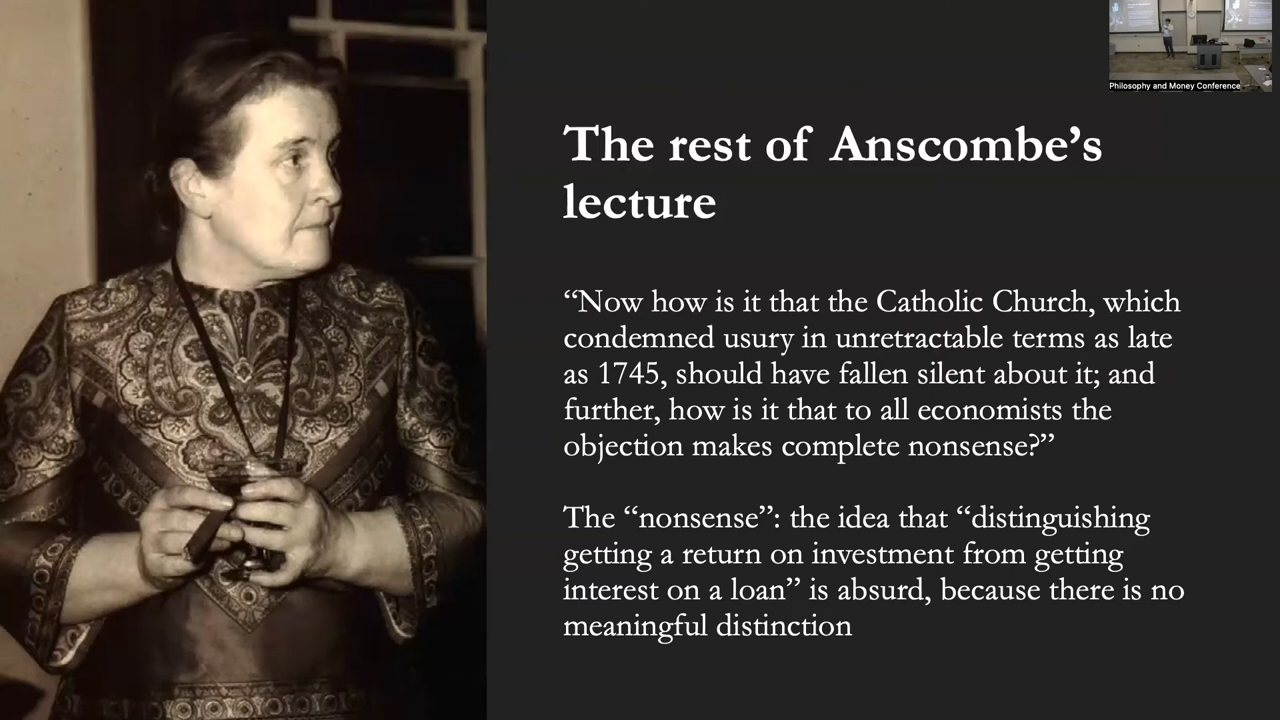 Philosophy and Money Conference
The rest of Anscombe’s
lecture
“Now how is it that the Catholic Church, which
condemned usury in unretractable terms as late
as 1745, should have fallen silent about it; and
further, how is it that to all economists the
objection makes complete nonsense?”
The “nonsense”: the idea that “distinguishing
getting a return on investment from getting
interest on a loan” is absurd, because there is no
meaningful distinction